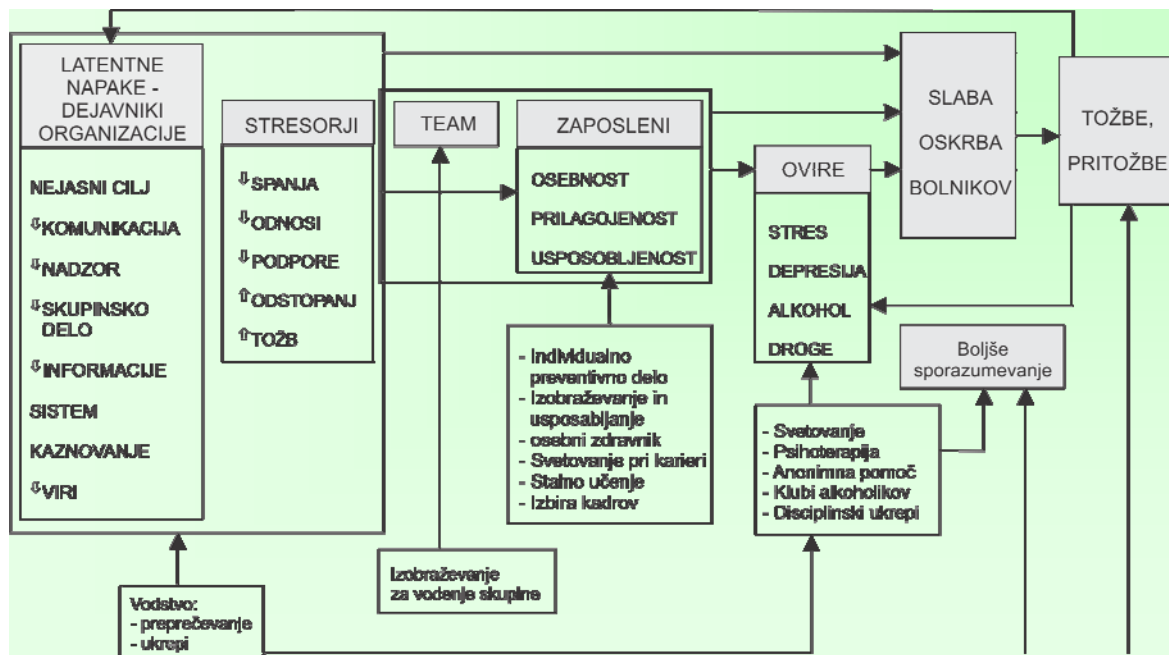 LATENTNE
NAPAKE -
DEJAVNIKI
ORGANIZACIJE
NEJASNI CILJ
⇩KOMUNIKACIJA
⇩NADZOR
⇩SKUPINSKO
DELO
⇩INFORMACIJE
SISTEM
KAZNOVANJE
⇩VIRI
STRESORJI
⇩SPANJA
⇩ODNOSI
⇩PODPORE
⇧ODSTOPANJ
⇧TOŽB
TEAM
ZAPOSLENI
OSEBNOST
PRILAGOJENOST
USPOSOBLJENOST
OVIRE
STRES
DEPRESIJA
ALKOHOL
DROGE
SLABA
OSKRBA
BOLNIKOV
TOŽBE,
PRITOŽBE
Boljše
sporazumevanje
- Individualno
preventivno delo
- Izobraževanje in
usposabljanje
- osebni zdravnik
- Svetovanje pri karieri
- Stalno učenje
- Izbira kadrov
- Svetovanje
- Psihoterapija
- Anonimna pomoč
- Klubi alkoholikov
- Disciplinski ukrepi
Izobraževanje
za vodenje skupine
Vodstvo:
- preprečevanje
- ukrepi